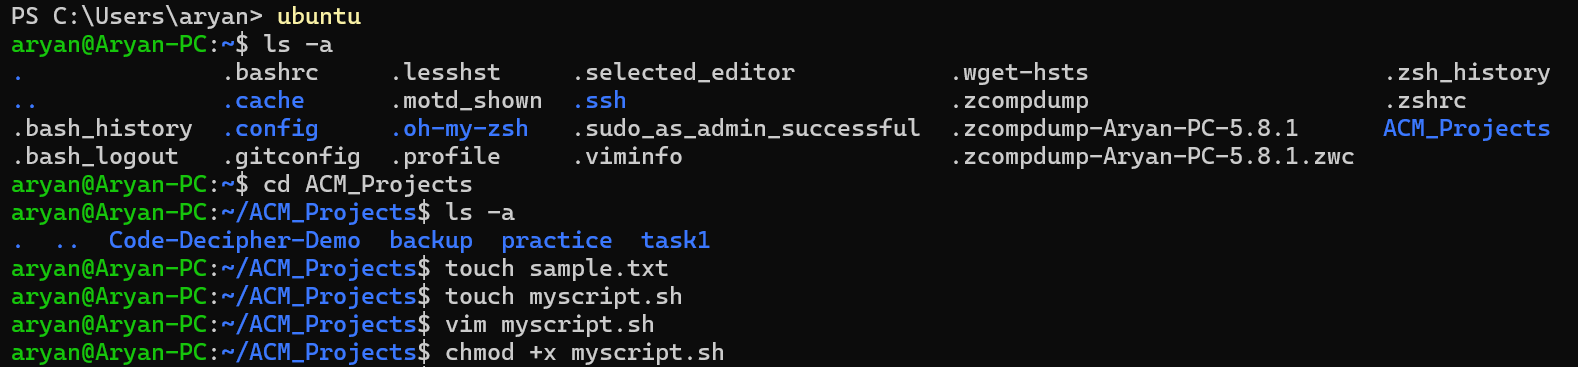 PS C:\Users\aryan> ubuntu
aryan@Aryan-PC:~$ ls -a
.              .bashrc     .lesshst     .selected_editor           .wget-hsts                      .zsh_history
..             .cache      .motd_shown  .ssh                       .zcompdump                      .zshrc
.bash_history  .config     .oh-my-zsh   .sudo_as_admin_successful  .zcompdump-Aryan-PC-5.8.1      ACM_Projects
.bash_logout   .gitconfig  .profile     .viminfo                   .zcompdump-Aryan-PC-5.8.1.zwc
aryan@Aryan-PC:~$ cd ACM_Projects
aryan@Aryan-PC:~/ACM_Projects$ ls -a
.  ..  Code-Decipher-Demo  backup  practice  task1
aryan@Aryan-PC:~/ACM_Projects$ touch sample.txt
aryan@Aryan-PC:~/ACM_Projects$ touch myscript.sh
aryan@Aryan-PC:~/ACM_Projects$ vim myscript.sh
aryan@Aryan-PC:~/ACM_Projects$ chmod +x myscript.sh